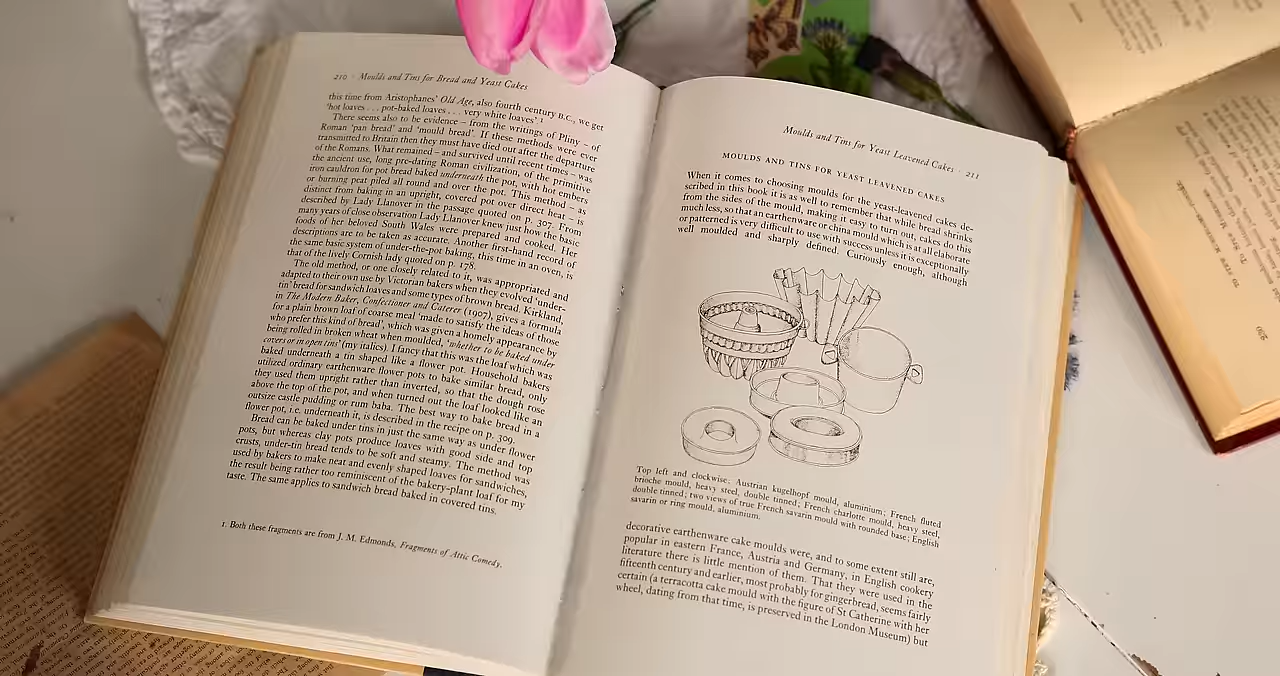 210 · Moulds and Tins for Bread and Yeast Cakes
this time from Aristophanes' Old Age, also fourth century B.C., we get
'hot loaves . . . pot-baked loaves . . . very white loaves'.1
There seems also to be evidence – from the writings of Pliny – of
Roman 'pan bread' and 'mould bread'. If these methods were ever
transmitted to Britain then they must have died out after the departure
of the Romans. What remained – and survived until recent times – was
the ancient use, long pre-dating Roman civilization, of the primitive
iron cauldron for pot bread baked underneath the pot, with hot embers
or burning peat piled all round and over the pot. This method – as
distinct from baking in an upright, covered pot over direct heat – is
described by Lady Llanover in the passage quoted on p. 307. From
many years of close observation Lady Llanover knew just how the basic
foods of her beloved South Wales were prepared and cooked. Her
descriptions are to be taken as accurate. Another first-hand record of
the same basic system of under-the-pot baking, this time in an oven, is
that of the lively Cornish lady quoted on p. 178.
The old method, or one closely related to it, was appropriated and
adapted to their own use by Victorian bakers when they evolved 'under-
tin' bread for sandwich loaves and some types of brown bread. Kirkland,
in The Modern Baker, Confectioner and Caterer (1907), gives a formula
for a plain brown loaf of coarse meal 'made to satisfy the ideas of those
who prefer this kind of bread', which was given a homely appearance by
being rolled in broken wheat when moulded, 'whether to be baked under
covers or in open tins' (my italics). I fancy that this was the loaf which was
baked underneath a tin shaped like a flower pot. Household bakers
utilized ordinary earthenware flower pots to bake similar bread, only
they used them upright rather than inverted, so that the dough rose
above the top of the pot, and when turned out the loaf looked like an
outsize castle pudding or rum baba. The best way to bake bread in a
flower pot, i.e. underneath it, is described in the recipe on p. 309.
Bread can be baked under tins in just the same way as under flower
pots, but whereas clay pots produce loaves with good side and top
crusts, under-tin bread tends to be soft and steamy. The method was
used by bakers to make neat and evenly shaped loaves for sandwiches,
the result being rather too reminiscent of the bakery-plant loaf for my
taste. The same applies to sandwich bread baked in covered tins.
1. Both these fragments are from J. M. Edmonds, Fragments of Attic Comedy.
Moulds and Tins for Yeast Leavened Cakes · 211
MOULDS AND TINS FOR YEAST LEAVENED CAKES
When it comes to choosing moulds for the yeast-leavened cakes de-
scribed in this book it is as well to remember that while bread shrinks
from the sides of the mould, making it easy to turn out, cakes do this
much less, so that an earthenware or china mould which is at all elaborate
or patterned is very difficult to use with success unless it is exceptionally
well moulded and sharply defined. Curiously enough, although
Top left and clockwise: Austrian kugelhopf mould, aluminium; French fluted
brioche mould, heavy steel, double tinned; French charlotte mould, heavy steel,
double tinned; two views of true French savarin mould with rounded base; English
savarin or ring mould, aluminium.
decorative earthenware cake moulds were, and to some extent still are,
popular in eastern France, Austria and Germany, in English cookery
literature there is little mention of them. That they were used in the
fifteenth century and earlier, most probably for gingerbread, seems fairly
certain (a terracotta cake mould with the figure of St Catherine with her
wheel, dating from that time, is preserved in the London Museum) but
230